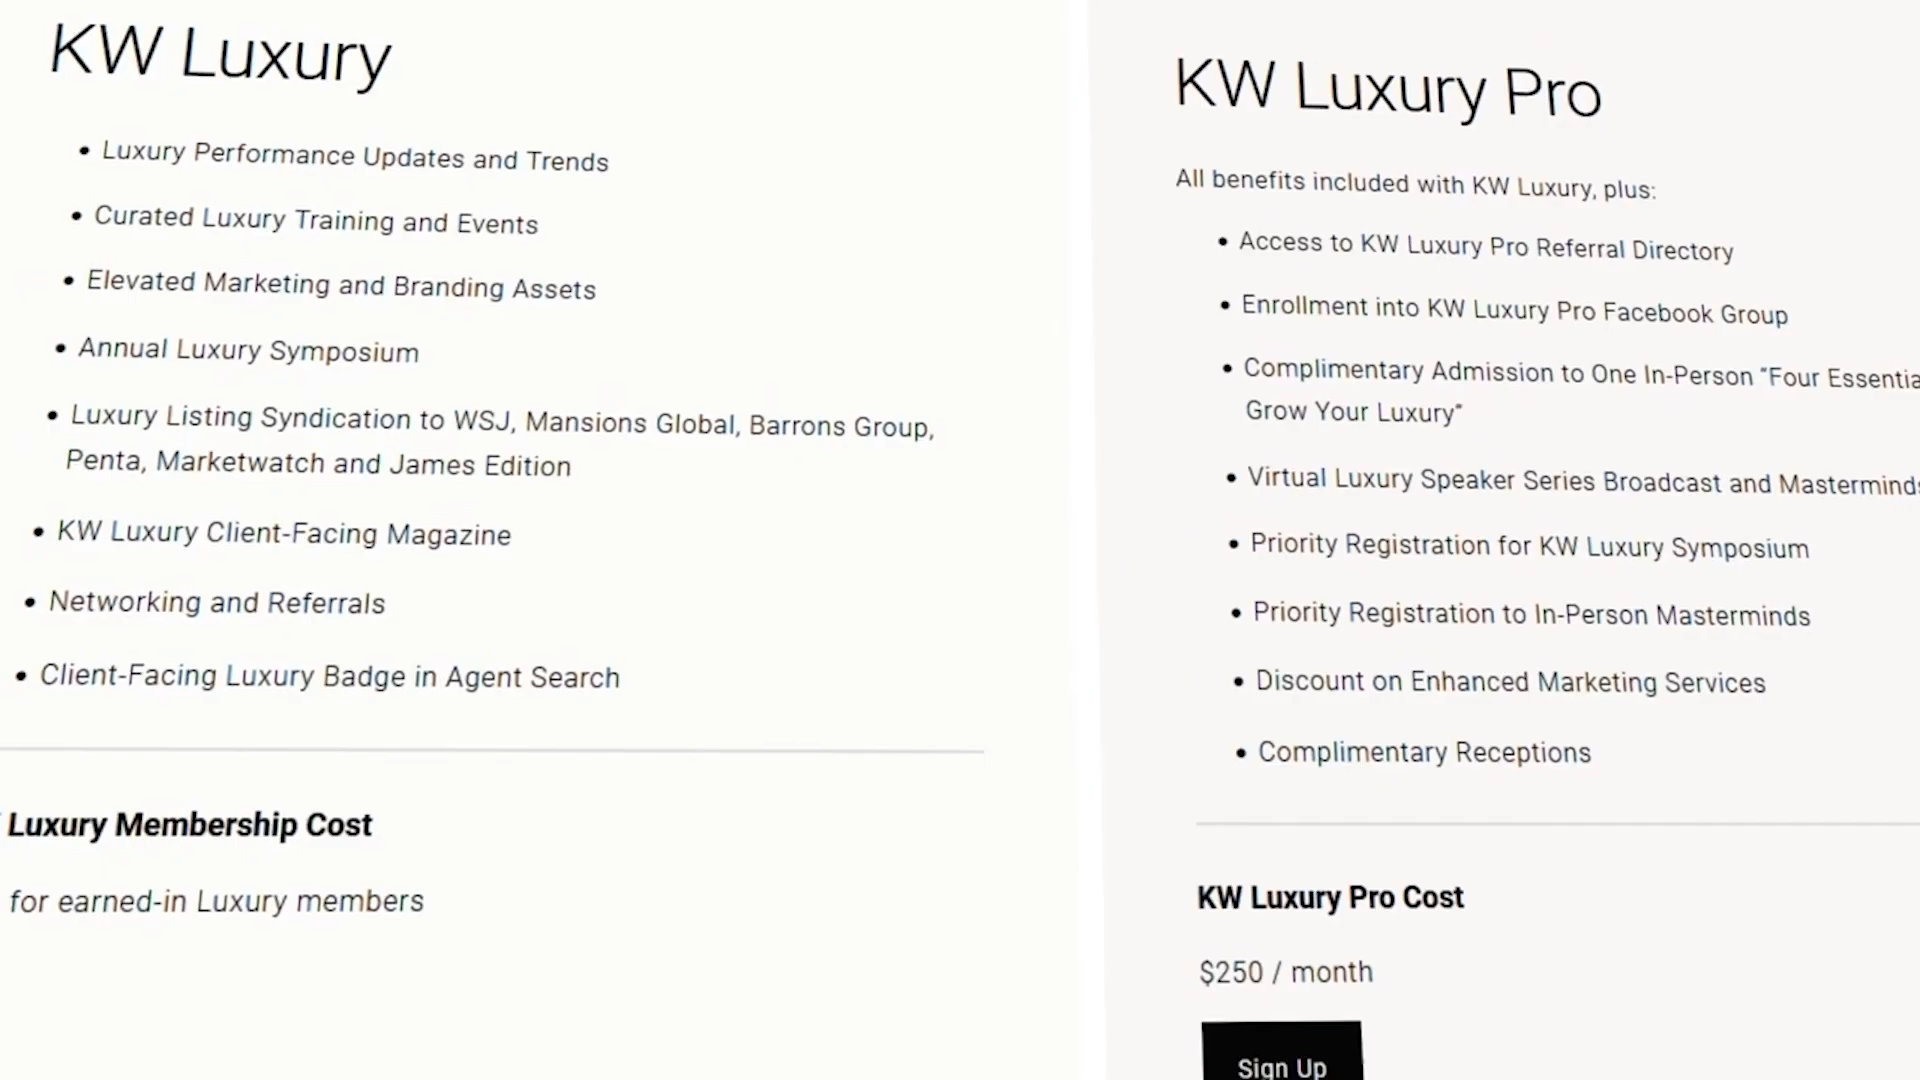 KW Luxury
• Luxury Performance Updates and Trends
• Curated Luxury Training and Events
• Elevated Marketing and Branding Assets
• Annual Luxury Symposium
• Luxury Listing Syndication to WSJ, Mansions Global, Barrons Group,
Penta, Marketwatch and James Edition
• KW Luxury Client-Facing Magazine
• Networking and Referrals
• Client-Facing Luxury Badge in Agent Search
Luxury Membership Cost
for earned-in Luxury members
KW Luxury Pro
All benefits included with KW Luxury, plus:
• Access to KW Luxury Pro Referral Directory
• Enrollment into KW Luxury Pro Facebook Group
• Complimentary Admission to One In-Person “Four
Grow Your Luxury”
• Virtual Luxury Speaker Series Broadcast and Masterminds
• Priority Registration for KW Luxury Symposium
• Priority Registration to In-Person Masterminds
• Discount on Enhanced Marketing Services
• Complimentary Receptions
KW Luxury Pro Cost
$250 / month
Sign Up